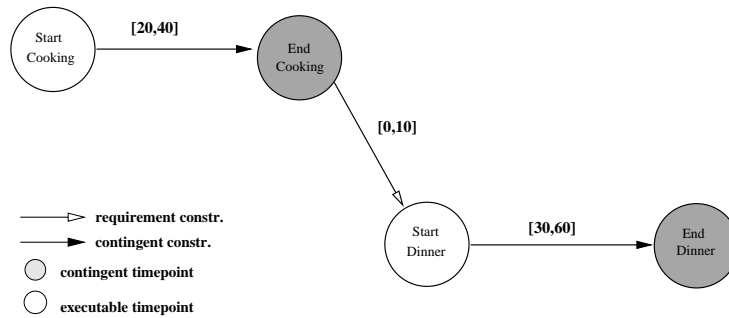 Start
Cooking
[20,40]
End
Cooking
[0,10]
Start
Dinner
[30,60]
End
Dinner
requirement constr.
contingent constr.
contingent timepoint
executable timepoint